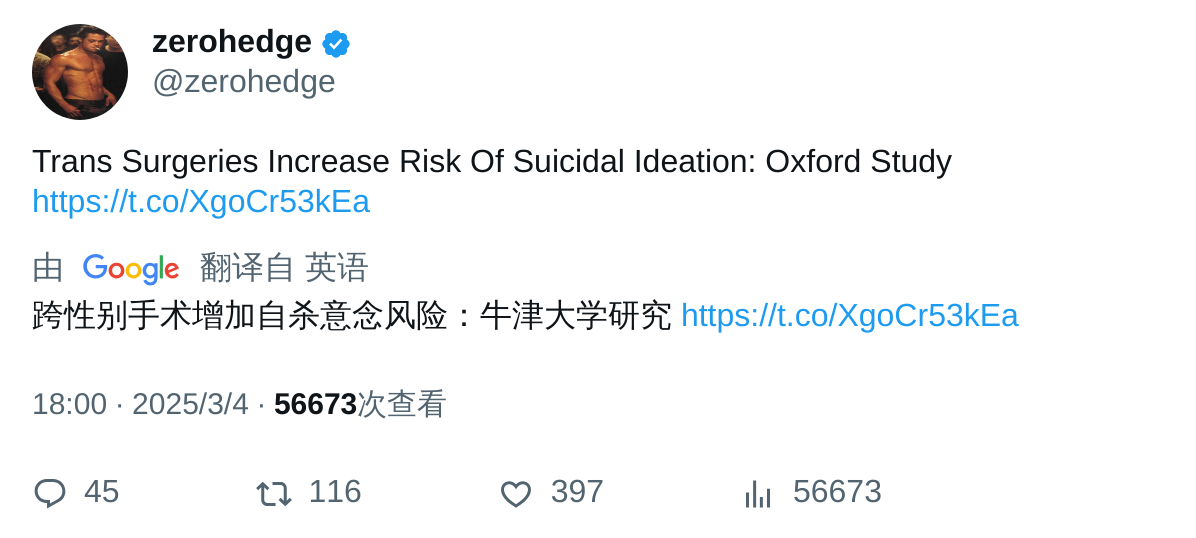 zerohedge
@zerohedge
Trans Surgeries Increase Risk Of Suicidal Ideation: Oxford Study
https://t.co/XgoCr53kEa
由 Google 翻译自 英语
跨性别手术增加自杀意念风险：牛津大学研究 https://t.co/XgoCr53kEa
18:00 · 2025/3/4 · 56673次查看
45 116 397 56673